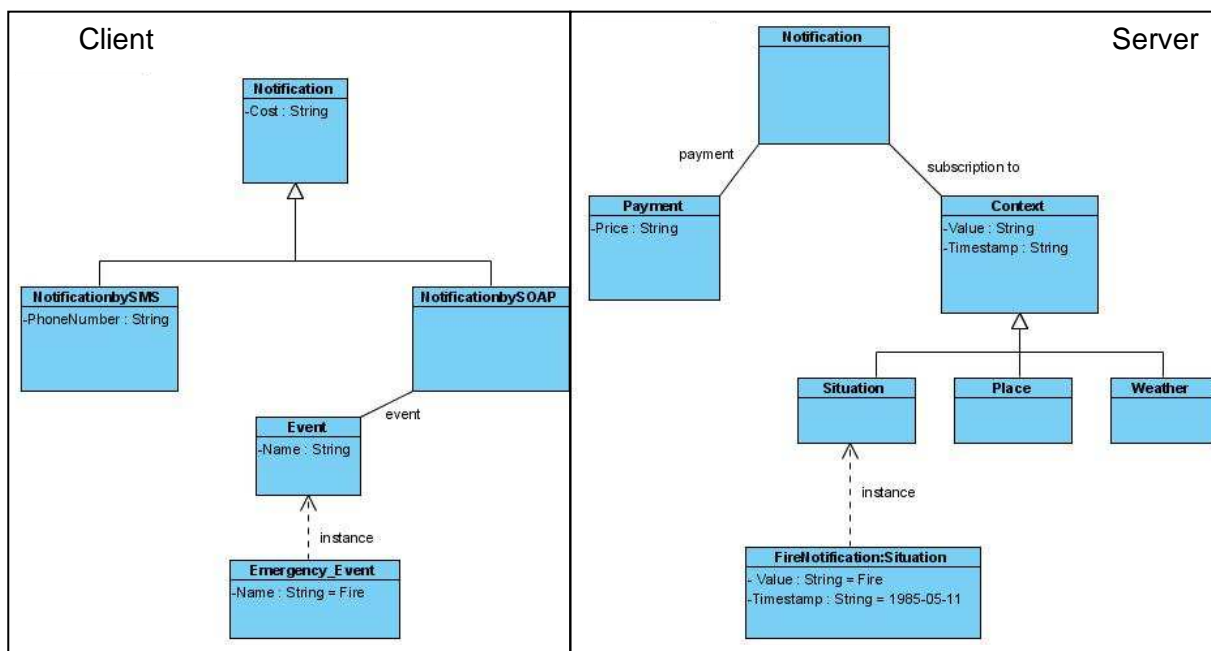 Client
Notification
-Cost : String
NotificationbySMS
-PhoneNumber : String
NotificationbySOAP
event
Event
-Name : String
instance
Emergency_Event
-Name : String = Fire
Server
Notification
payment
subscription to
Payment
-Price : String
Context
-Value : String
-Timestamp : String
Situation
Place
Weather
instance
FireNotification:Situation
- Value : String = Fire
-Timestamp : String = 1985-05-11